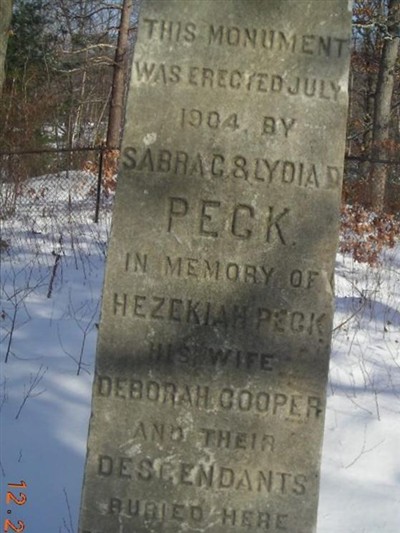 THIS MONUMENT
WAS ERECTED JULY
1904, BY
SABRA C. & LYDIA P.
PECK.
IN MEMORY OF
HEZEKIAH PECK
HIS WIFE
DEBORAH COOPER
AND THEIR
DESCENDANTS
BURIED HERE
12.2